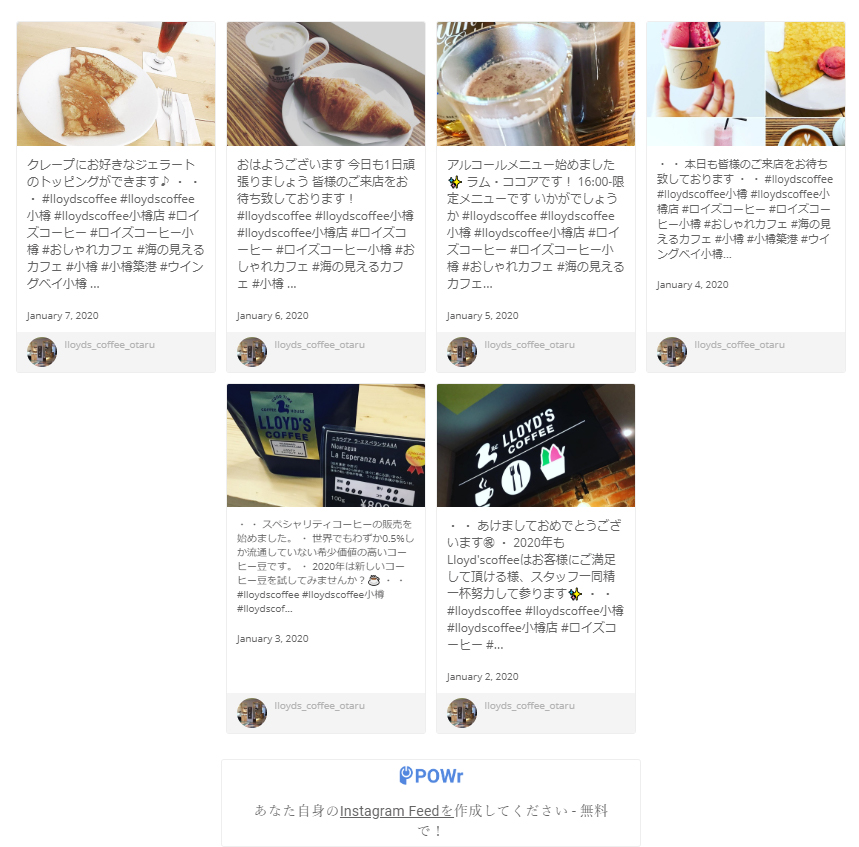 クレープにお好きなジェラート
のトッピングができます♪ ・ ・
・ #lloydscoffee #lloydscoffee
小樽 #lloydscoffee小樽店 #ロイ
ズコーヒー #ロイズコーヒー小
樽 #おしゃれカフェ #海の見える
カフェ #小樽 #小樽築港 #ウイン
グベイ小樽 ...
January 7, 2020
lloyds_coffee_otaru
おはようございます 今日も1日頑
張りましょう 皆様のご来店をお
待ち致しております！
#lloydscoffee #lloydscoffee小樽
#lloydscoffee小樽店 #ロイズコ
ーヒー #ロイズコーヒー小樽 #お
しゃれカフェ #海の見えるカフ
ェ #小樽 ...
January 6, 2020
lloyds_coffee_otaru
アルコールメニュー始めました
✨ ラム・ココアです！ 16:00-限
定メニューです いかがでしょう
か #lloydscoffee #lloydscoffee
小樽 #lloydscoffee小樽店 #ロイ
ズコーヒー #ロイズコーヒー小
樽 #おしゃれカフェ #海の見える
カフェ...
January 5, 2020
lloyds_coffee_otaru
・ ・ 本日も皆様のご来店をお待ち
致しております ・ ・ #lloydscoffee
#lloydscoffee小樽 #lloydscoffee小
樽店 #ロイズコーヒー #ロイズコー
ヒー小樽 #おしゃれカフェ #海の見
えるカフェ #小樽 #小樽築港 #ウイ
ングベイ小樽...
January 4, 2020
lloyds_coffee_otaru
LLOYD'S
COFFEE
ニカラグア ラ・エスペランサAAA
Nicaragua
La Esperanza AAA
100g
・ ・ スペシャリティコーヒーの販売を
始めました。 ・ 世界でもわずか0.5%し
か流通していない希少価値の高いコー
ヒー豆です。 ・ 2020年は新しいコー
ヒー豆を試してみませんか？☕ ・ ・
#lloydscoffee #lloydscoffee小樽
#lloydscof...
January 3, 2020
lloyds_coffee_otaru
LLOYD'S
COFFEE
・ ・ あけましておめでとうござ
います㊗ ・ 2020年も
Lloyd'scoffeeはお客様にご満足
して頂ける様、スタッフ一同精
一杯努力して参ります✨ ・ ・
#lloydscoffee #lloydscoffee小樽
#lloydscoffee小樽店 #ロイズコ
ーヒー #...
January 2, 2020
lloyds_coffee_otaru
POWr
あなた自身のInstagram Feedを作成してください - 無料
で！